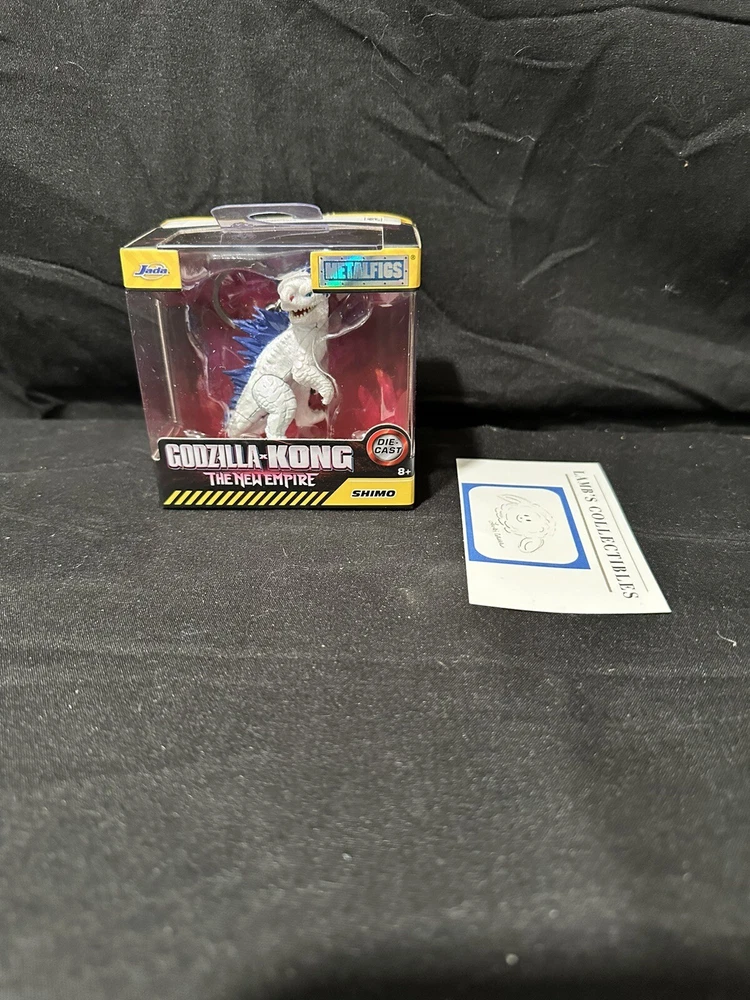 Jada
METALFIGS
®
GODZILLA x KONG
THE NEW EMPIRE
DIE-
CAST
8+
SHIMO
LAMB'S COLLECTIBLES